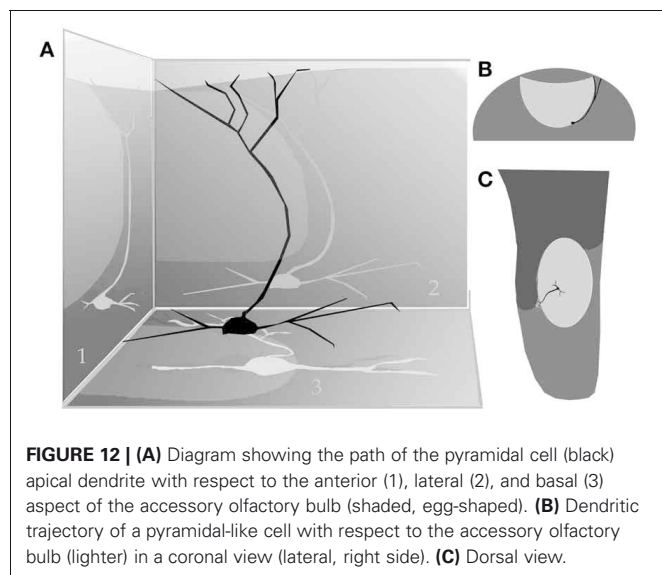 A
B
C
1
2
3
FIGURE 12 | (A) Diagram showing the path of the pyramidal cell (black)
apical dendrite with respect to the anterior (1), lateral (2), and basal (3)
aspect of the accessory olfactory bulb (shaded, egg-shaped). (B) Dendritic
trajectory of a pyramidal-like cell with respect to the accessory olfactory
bulb (lighter) in a coronal view (lateral, right side). (C) Dorsal view.